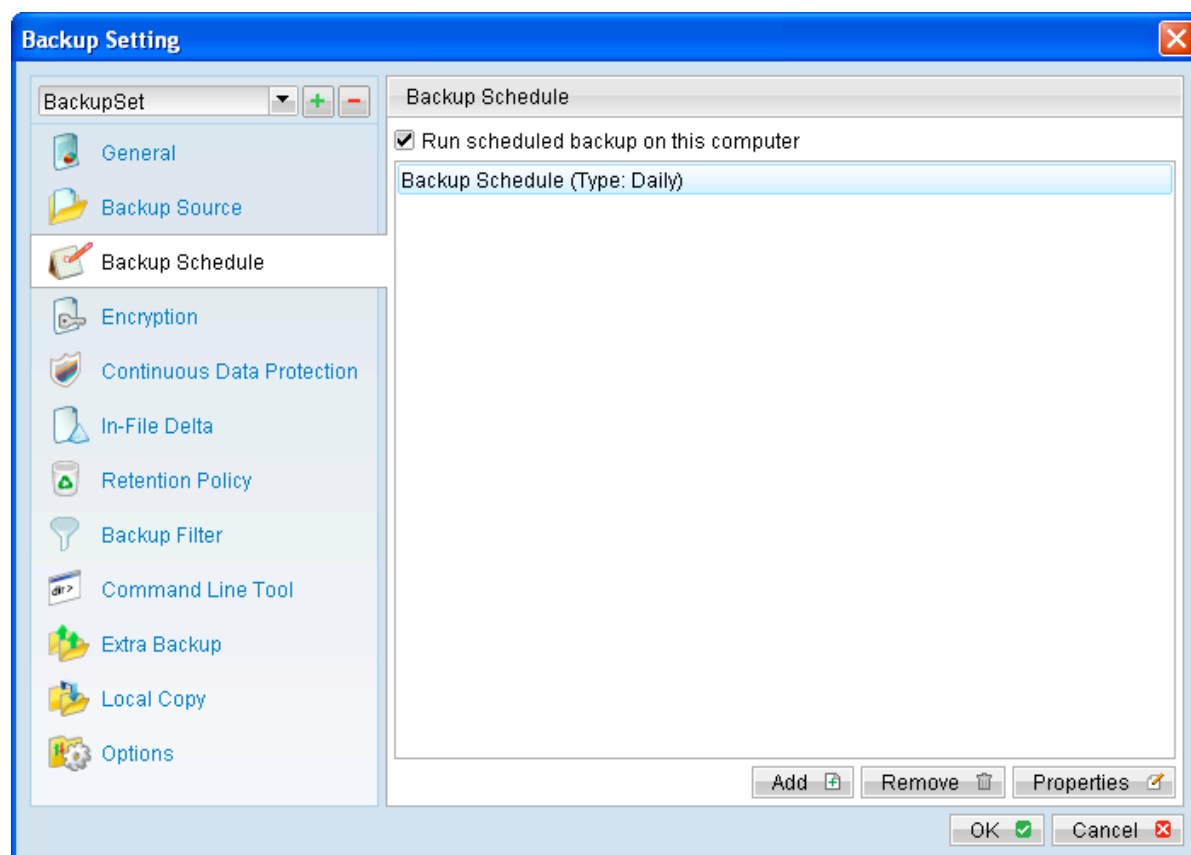 Backup Setting
BackupSet
General
Backup Source
Backup Schedule
Encryption
Continuous Data Protection
In-File Delta
Retention Policy
Backup Filter
dir>
Command Line Tool
Extra Backup
Local Copy
Options
Backup Schedule
Run scheduled backup on this computer
Backup Schedule (Type: Daily)
Add
Remove
Properties
OK
Cancel